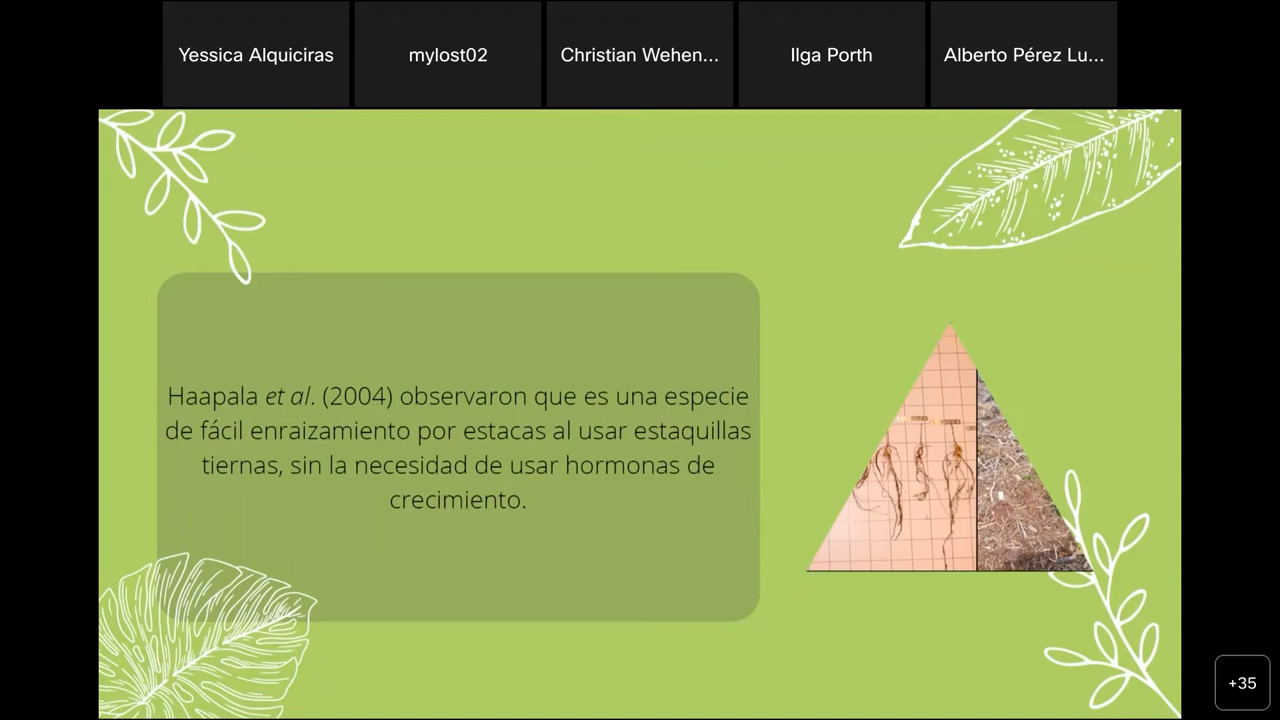 Yessica Alquiciras
mylost02
Christian Wehen...
Ilga Porth
Alberto Pérez Lu...
Haapala et al. (2004) observaron que es una especie
de fácil enraizamiento por estacas al usar estaquillas
tiernas, sin la necesidad de usar hormonas de
crecimiento.
+35